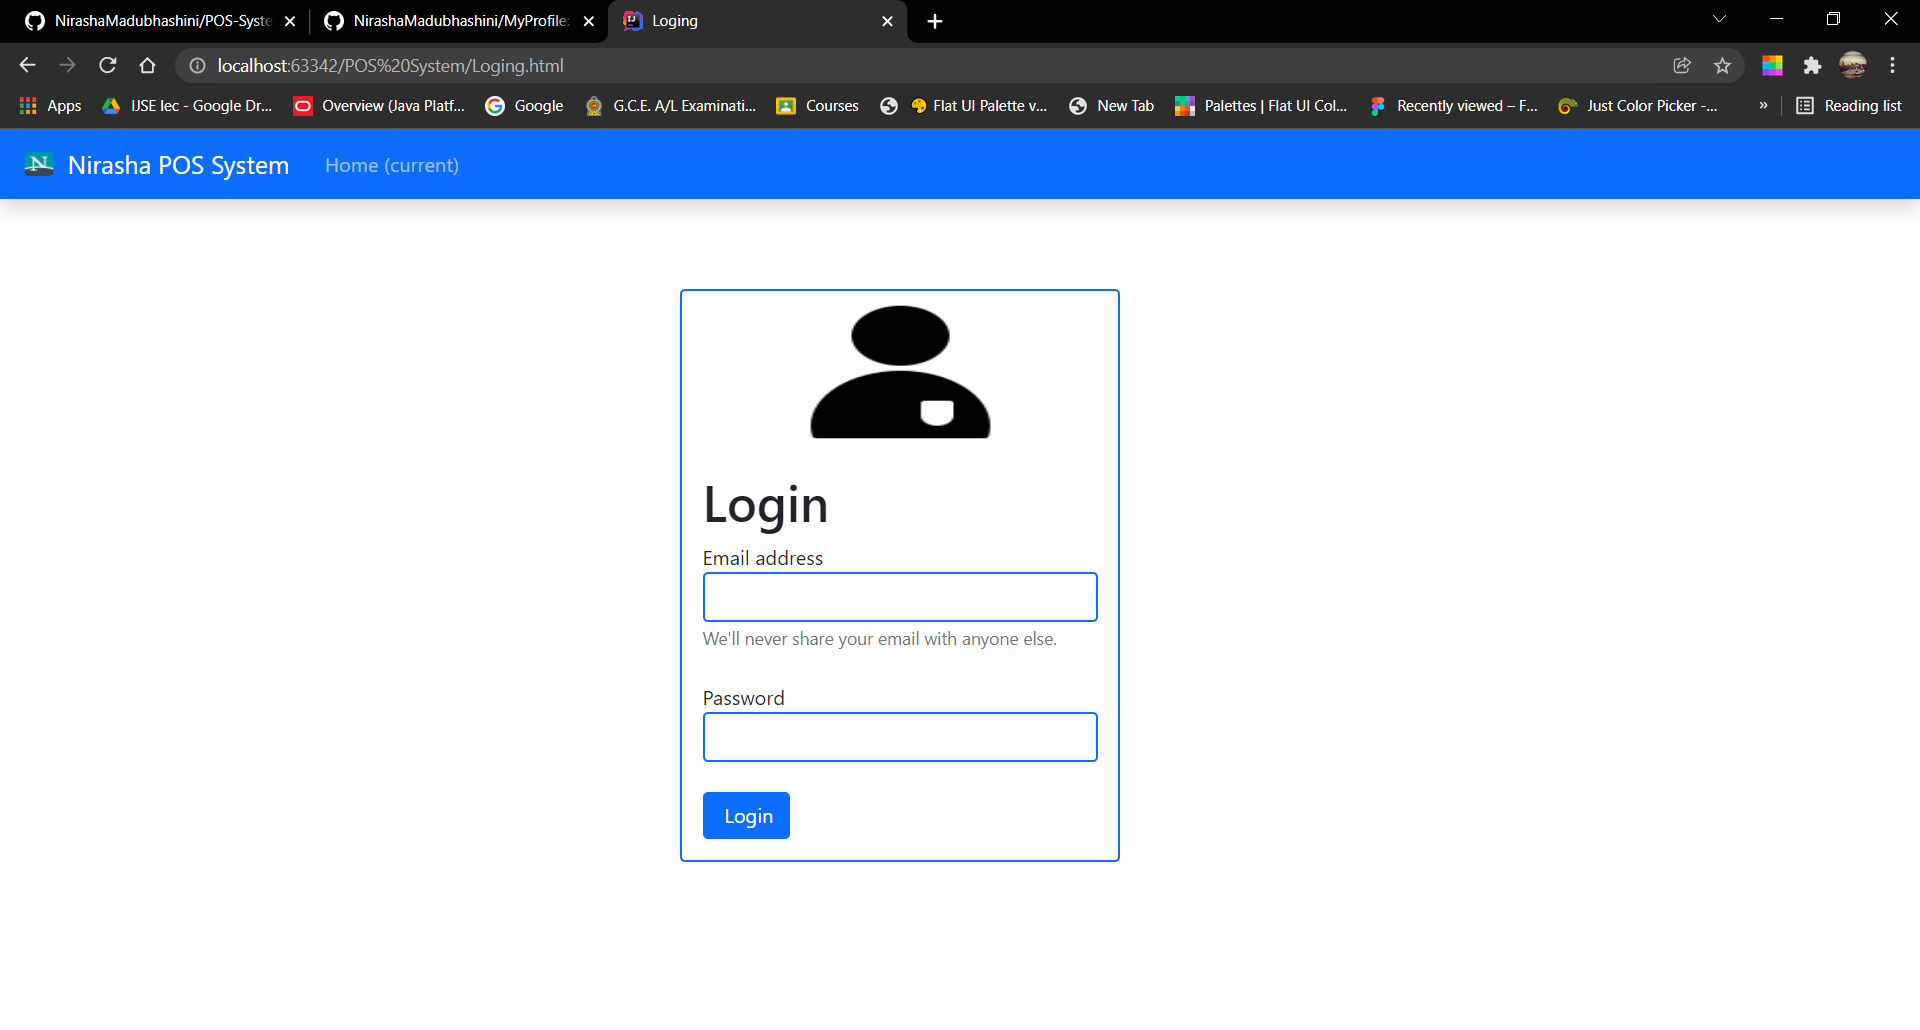 NirashaMadubhashini/POS-Syste
NirashaMadubhashini/MyProfile:
Loging
localhost:63342/POS%20System/Loging.html
Apps
IJSE lec - Google Dr...
Overview (Java Platf...
Google
G.C.E. A/L Examinati...
Courses
Flat UI Palette v...
New Tab
Palettes | Flat UI Col...
Recently viewed – F...
Just Color Picker -...
»
Reading list
N
Nirasha POS System
Home (current)
Login
Email address
We'll never share your email with anyone else.
Password
Login